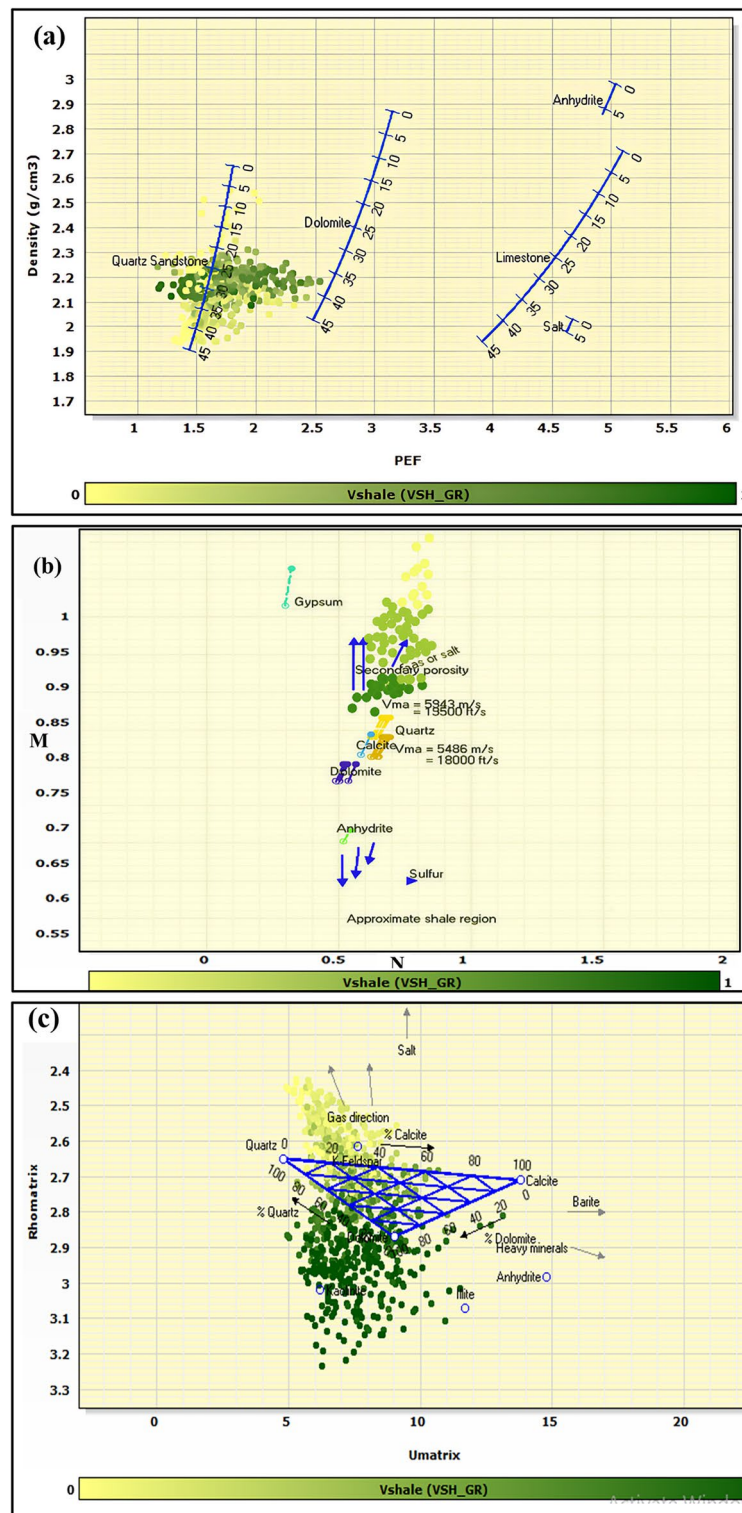 (a)
3
2.9
2.8
2.7
2.6
2.5
2.4
2.3
2.2
2.1
2
1.9
1.8
1.7
Density (g/cm3)
Quartz Sandstone
0
5
10
15
20
25
30
35
40
45
Dolomite
0
5
10
15
20
25
30
35
40
45
Anhydrite
0
5
Limestone
0
5
10
15
20
25
30
35
40
45
Salt
0
5
1 1.5 2 2.5 3 3.5 4 4.5 5 5.5 6
PEF
0 Vshale (VSH_GR)
(b)
1
0.95
0.9
0.85
M
0.8
0.75
0.7
0.65
0.6
0.55
Gypsum
Gas or salt
Secondary porosity
Vma = 5943 m/s
= 19500 ft/s
Quartz
Calcite
Vma = 5486 m/s
= 18000 ft/s
Dolomite
Anhydrite
Sulfur
Approximate shale region
0 0.5 N 1 1.5 2
Vshale (VSH_GR) 1
(c)
2.4
2.5
2.6
2.7
2.8
2.9
3
3.1
3.2
3.3
Rhomatrix
Salt
Gas direction
% Calcite
Quartz 0 20 40 60 80 100
K-Feldspar
Calcite
100 80 60
% Quartz
0 20 40 60 80
% Dolomite
Barite
Heavy minerals
Anhydrite
Illite
0 5 10 15 20
Umatrix
0 Vshale (VSH_GR)